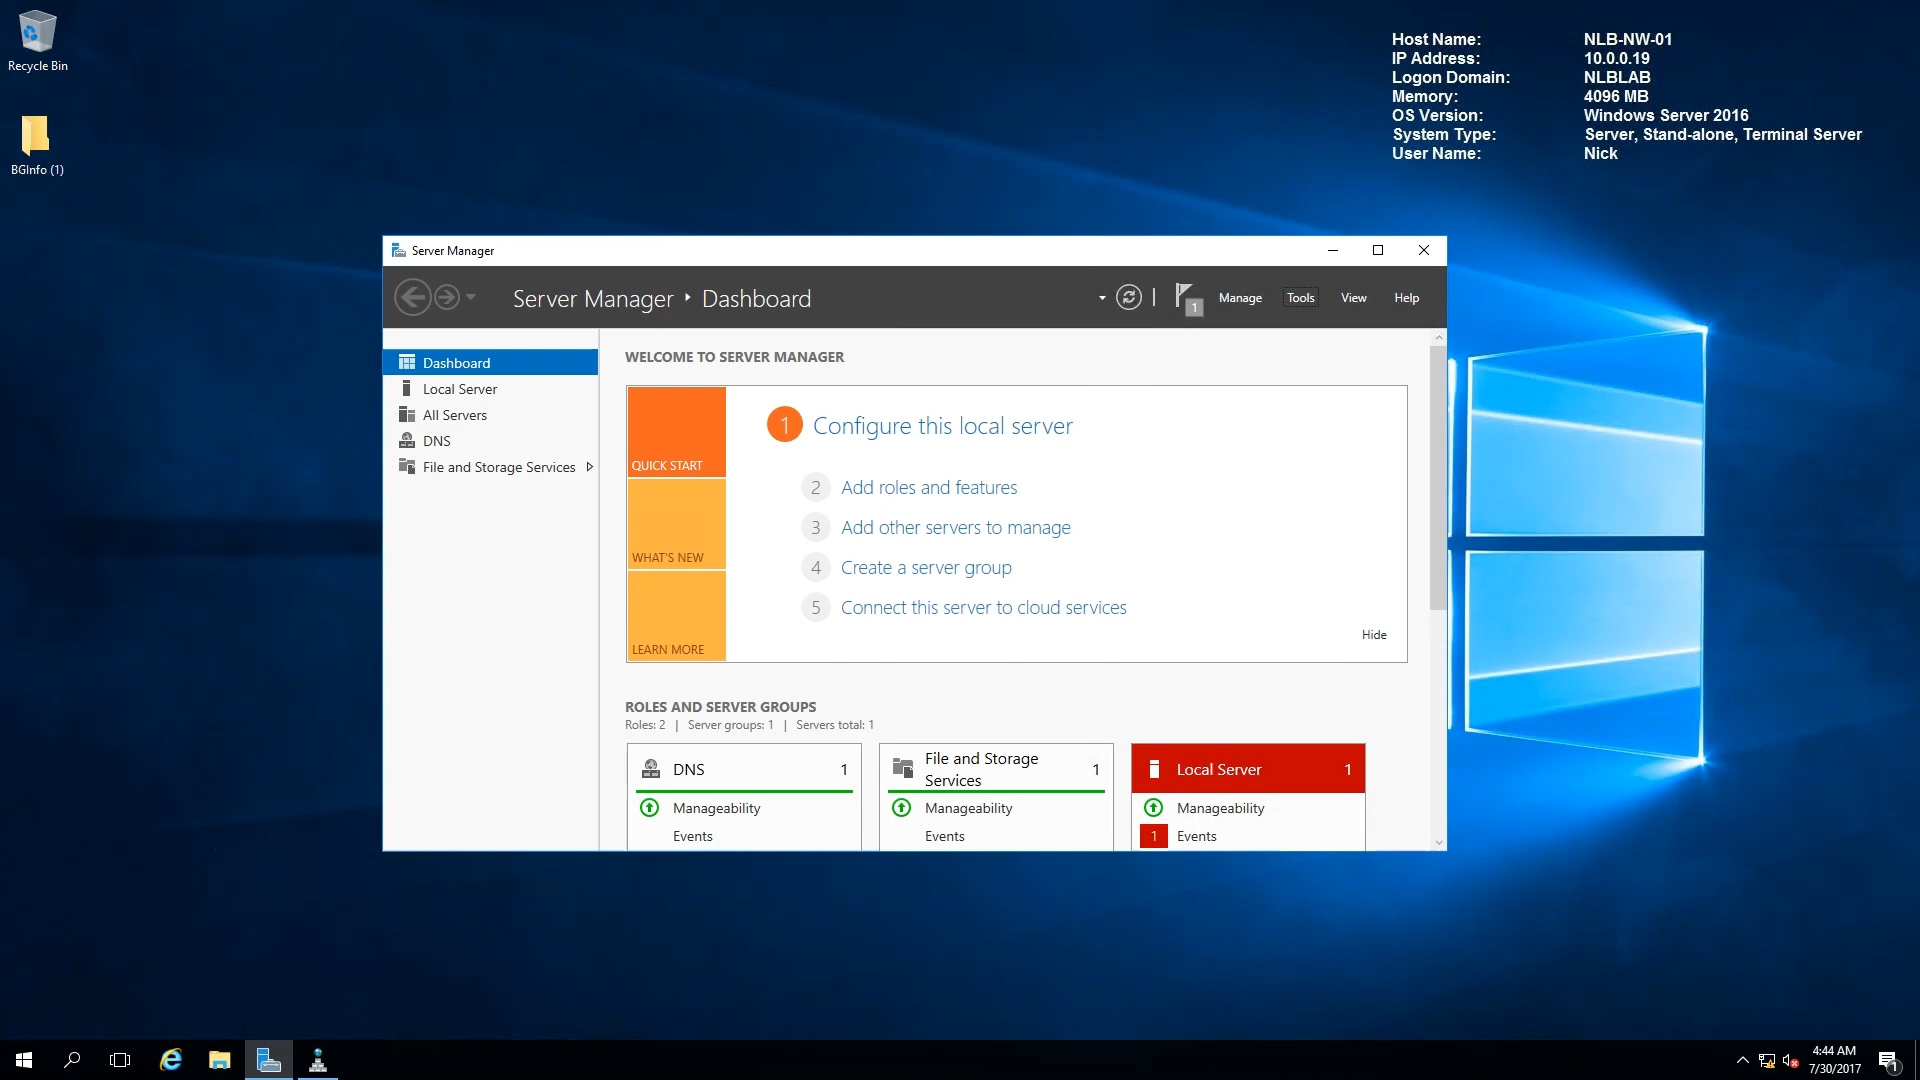 Recycle Bin
BGInfo (1)
Host Name: NLB-NW-01
IP Address: 10.0.0.19
Logon Domain: NLBLAB
Memory: 4096 MB
OS Version: Windows Server 2016
System Type: Server, Stand-alone, Terminal Server
User Name: Nick
Server Manager
Server Manager Dashboard
1 Manage Tools View Help
Dashboard
Local Server
All Servers
DNS
File and Storage Services
WELCOME TO SERVER MANAGER
QUICK START
WHAT'S NEW
LEARN MORE
1 Configure this local server
2 Add roles and features
3 Add other servers to manage
4 Create a server group
5 Connect this server to cloud services
Hide
ROLES AND SERVER GROUPS
Roles: 2 | Server groups: 1 | Servers total: 1
DNS 1
Manageability
Events
File and Storage
Services 1
Manageability
Events
Local Server 1
Manageability
1 Events
4:44 AM
7/30/2017
1